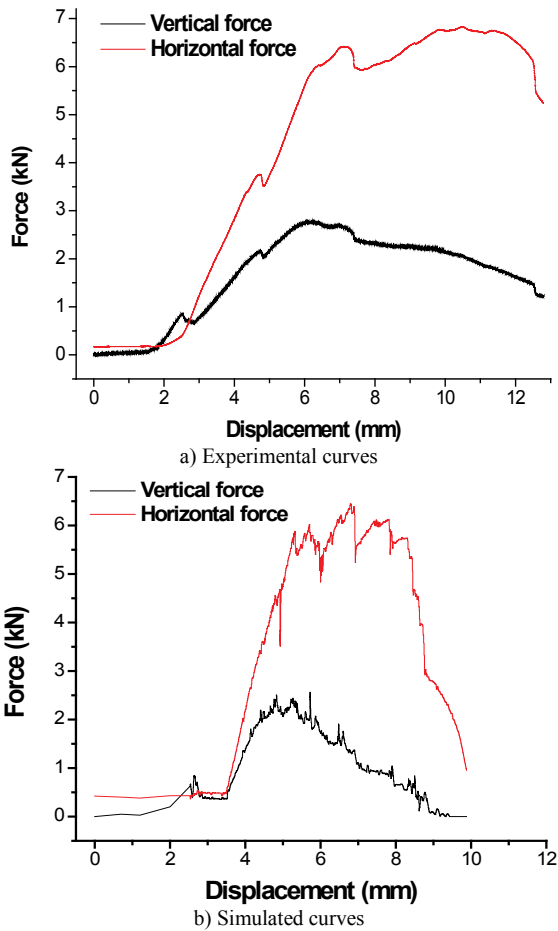 7
Vertical force
Horizontal force
6
5
4
3
2
1
0
Force (kN)
0 2 4 6 8 10 12
Displacement (mm)
a) Experimental curves
7
Vertical force
Horizontal force
6
5
4
3
2
1
0
Force (kN)
0 2 4 6 8 10 12
Displacement (mm)
b) Simulated curves